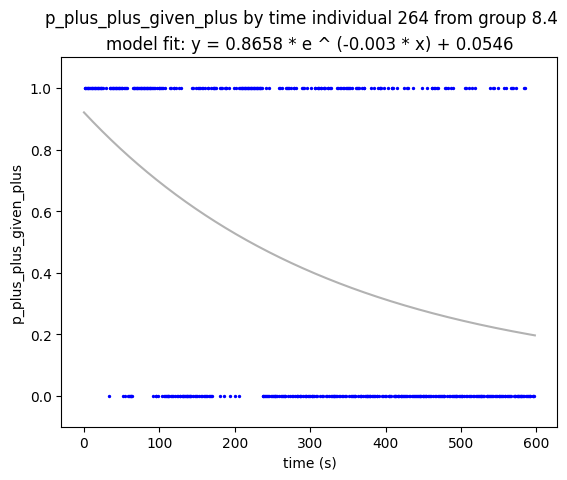 p_plus_plus_given_plus by time individual 264 from group 8.4
model fit: y = 0.8658 * e ^ (-0.003 * x) + 0.0546
p_plus_plus_given_plus
1.0
0.8
0.6
0.4
0.2
0.0
0 100 200 300 400 500 600
time (s)